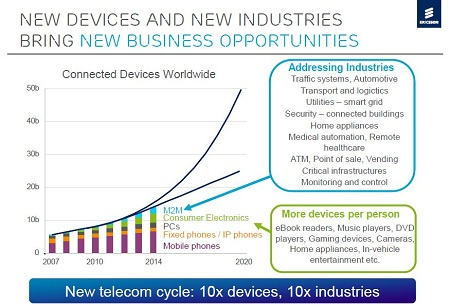 NEW DEVICES AND NEW INDUSTRIES
BRING NEW BUSINESS OPPORTUNITIES
ERICSSON
Connected Devices Worldwide
50b
40b
30b
20b
10b
0
2007
2010
2014
2020
M2M
Consumer Electronics
PCs
Fixed phones / IP phones
Mobile phones
Addressing Industries
Traffic systems, Automotive
Transport and logictics
Utilities – smart grid
Security – connected buildings
Home appliances
Medical automation, Remote
healthcare
ATM, Point of sale, Vending
Critical infrastructures
Monitoring and control
More devices per person
eBook readers, Music players, DVD
players, Gaming devices, Cameras,
Home appliances, In-vehicle
entertainment etc.
New telecom cycle: 10x devices, 10x industries